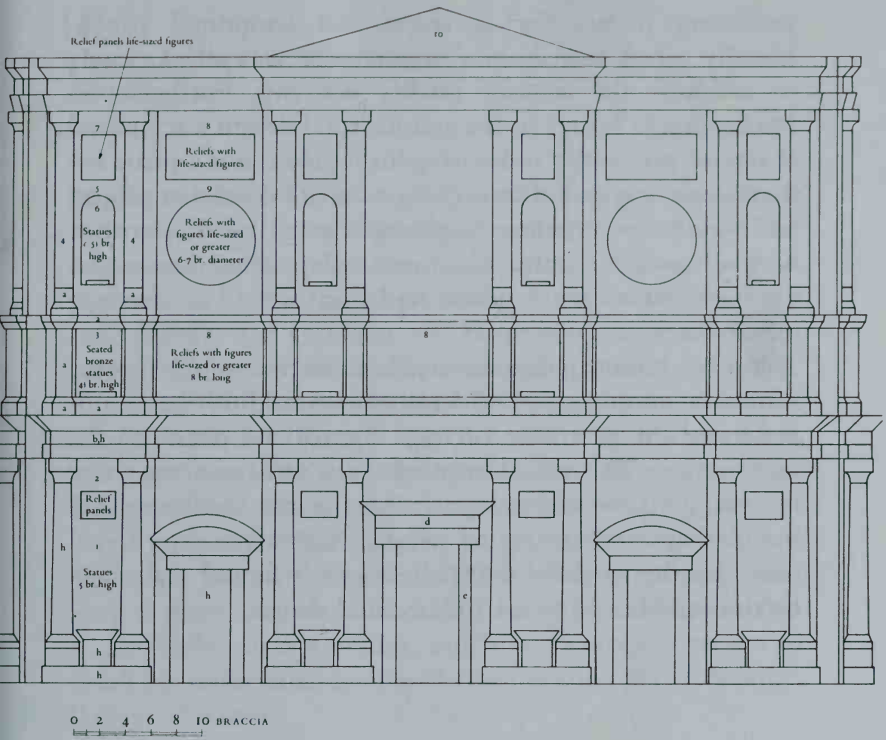 10
Relief panels life-sized figures
7
8
Reliefs with
life-sized figures
5
9
6
Statues
5½ br.
high
Reliefs with
figures life-sized
or greater
6-7 br. diameter
4
4
a
a
3
8
8
Seated
bronze
statues
4½ br. high
Reliefs with figures
life-sized or greater
8 br. long
a
a
a
b,h
2
Relief
panels
d
h
1
Statues
5 br. high
h
e
h
h
0 2 4 6 8 10 BRACCIA